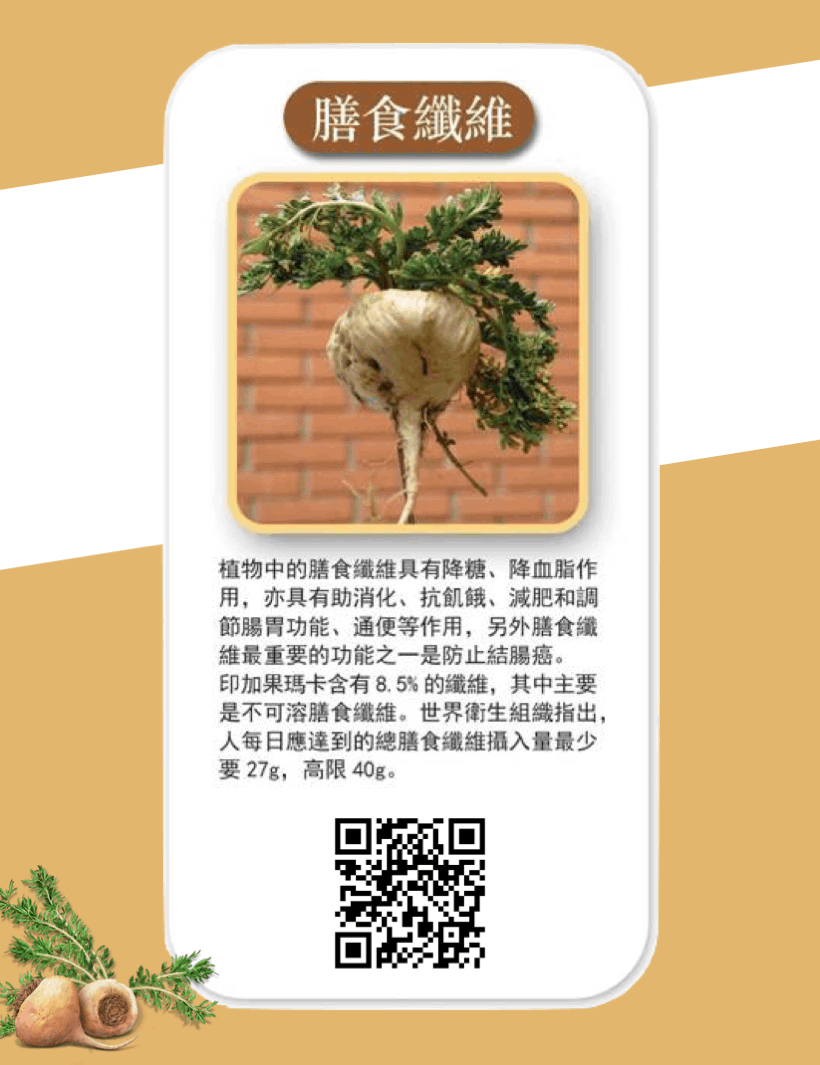 膳食纖維
植物中的膳食纖維具有降糖、降血脂作
用，亦具有助消化、抗飢餓、減肥和調
節腸胃功能、通便等作用，另外膳食纖
維最重要的功能之一是防止結腸癌。
印加果瑪卡含有 8.5% 的纖維，其中主要
是不可溶膳食纖維。世界衛生組織指出，
人每日應達到的總膳食纖維攝入量最少
要 27g，高限 40g。